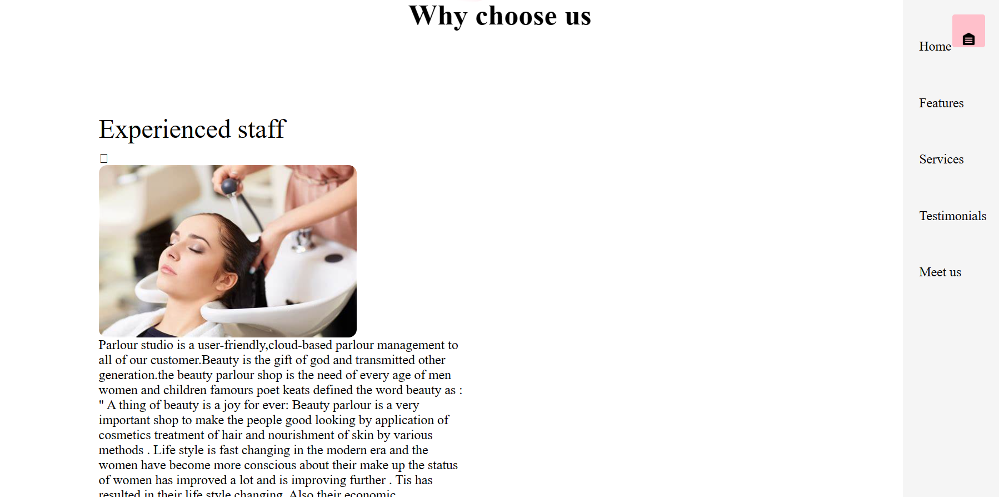 Why choose us
Home
Features
Services
Testimonials
Meet us
Experienced staff
Parlour studio is a user-friendly,cloud-based parlour management to
all of our customer.Beauty is the gift of god and transmitted other
generation.the beauty parlour shop is the need of every age of men
women and children famours poet keats defined the word beauty as :
" A thing of beauty is a joy for ever: Beauty parlour is a very
important shop to make the people good looking by application of
cosmetics treatment of hair and nourishment of skin by various
methods . Life style is fast changing in the modern era and the
women have become more conscious about their make up the status
of women has improved a lot and is improving further . Tis has
resulted in their life style changing. Also their economic